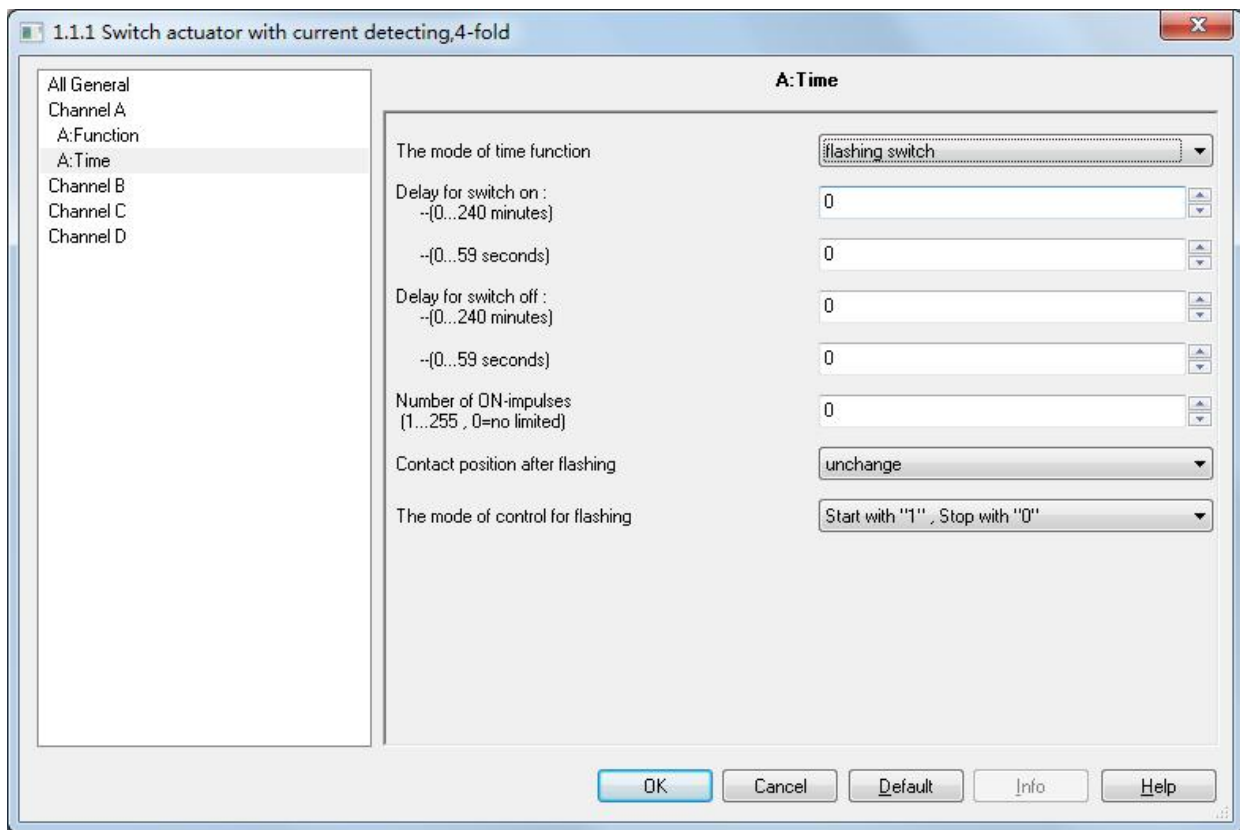 1.1.1 Switch actuator with current detecting,4-fold
All General
Channel A
A:Function
A:Time
Channel B
Channel C
Channel D
A:Time
The mode of time function
flashing switch
Delay for switch on :
--(0...240 minutes)
0
--(0...59 seconds)
0
Delay for switch off :
--(0...240 minutes)
0
--(0...59 seconds)
0
Number of ON-impulses
(1...255 , 0=no limited)
0
Contact position after flashing
unchange
The mode of control for flashing
Start with "1" , Stop with "0"
OK
Cancel
Default
Info
Help